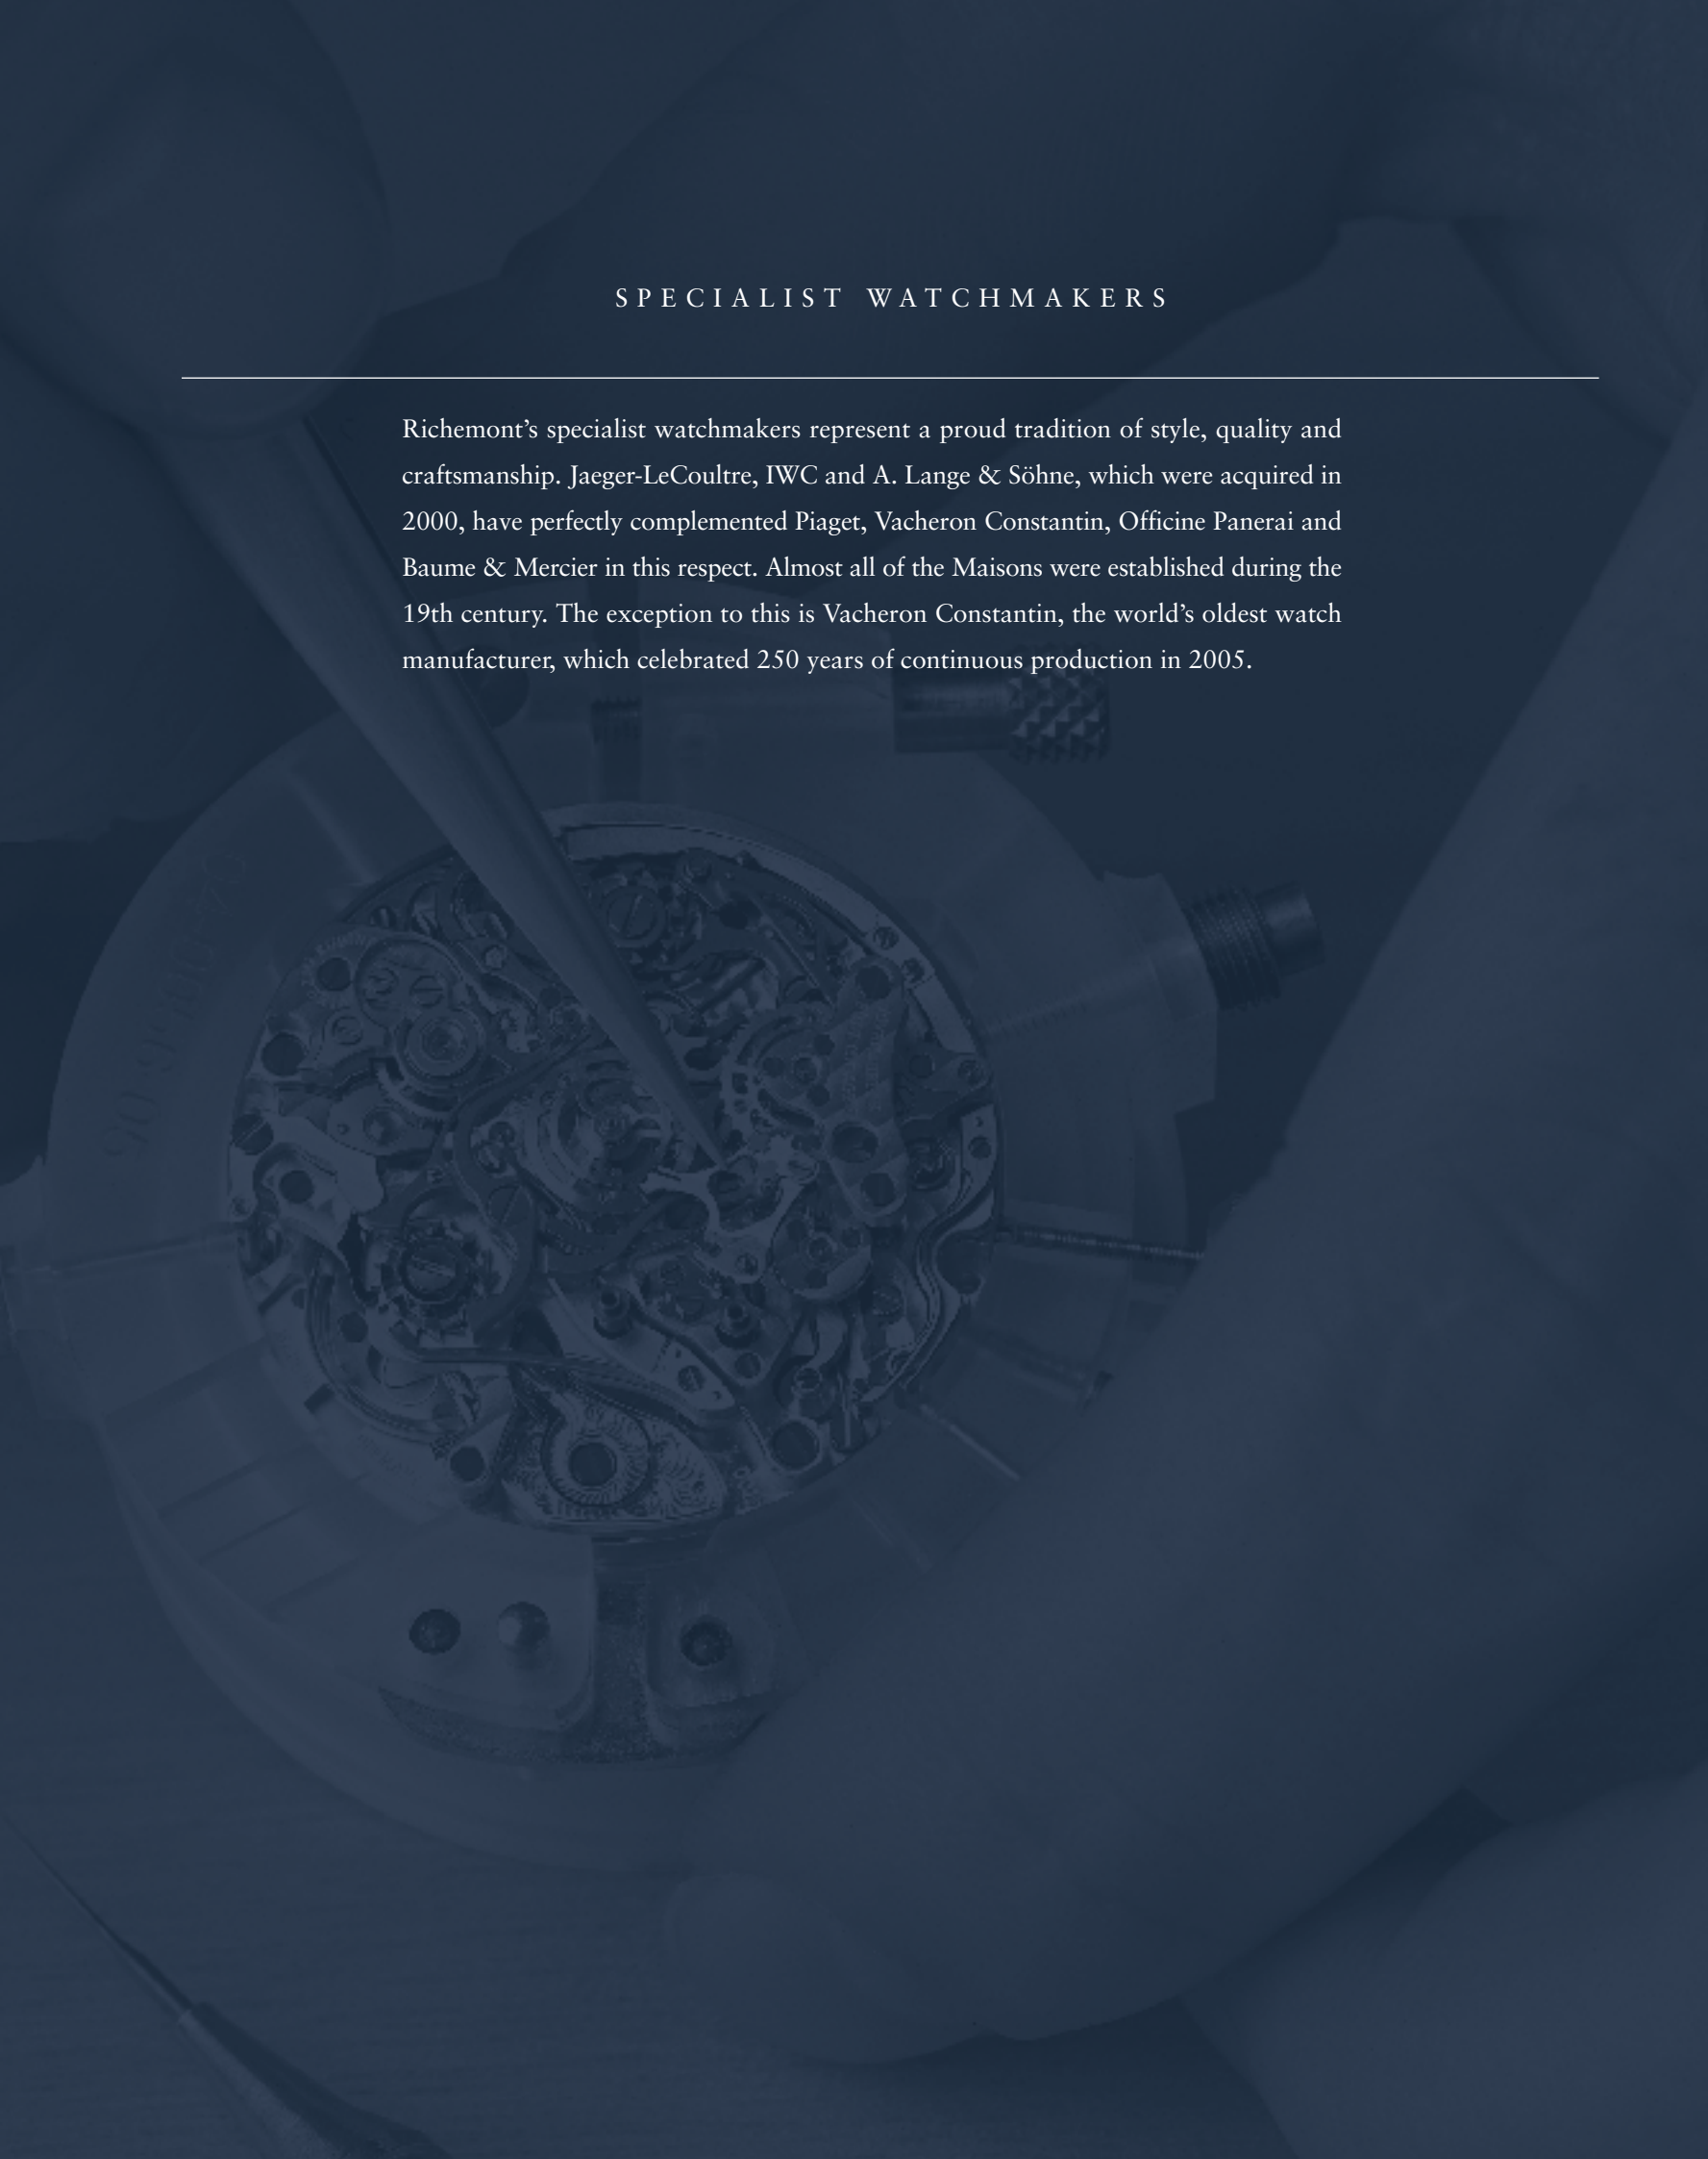 SPECIALIST WATCHMAKERS
Richemont’s specialist watchmakers represent a proud tradition of style, quality and
craftsmanship. Jaeger-LeCoultre, IWC and A. Lange & Söhne, which were acquired in
2000, have perfectly complemented Piaget, Vacheron Constantin, Officine Panerai and
Baume & Mercier in this respect. Almost all of the Maisons were established during the
19th century. The exception to this is Vacheron Constantin, the world’s oldest watch
manufacturer, which celebrated 250 years of continuous production in 2005.